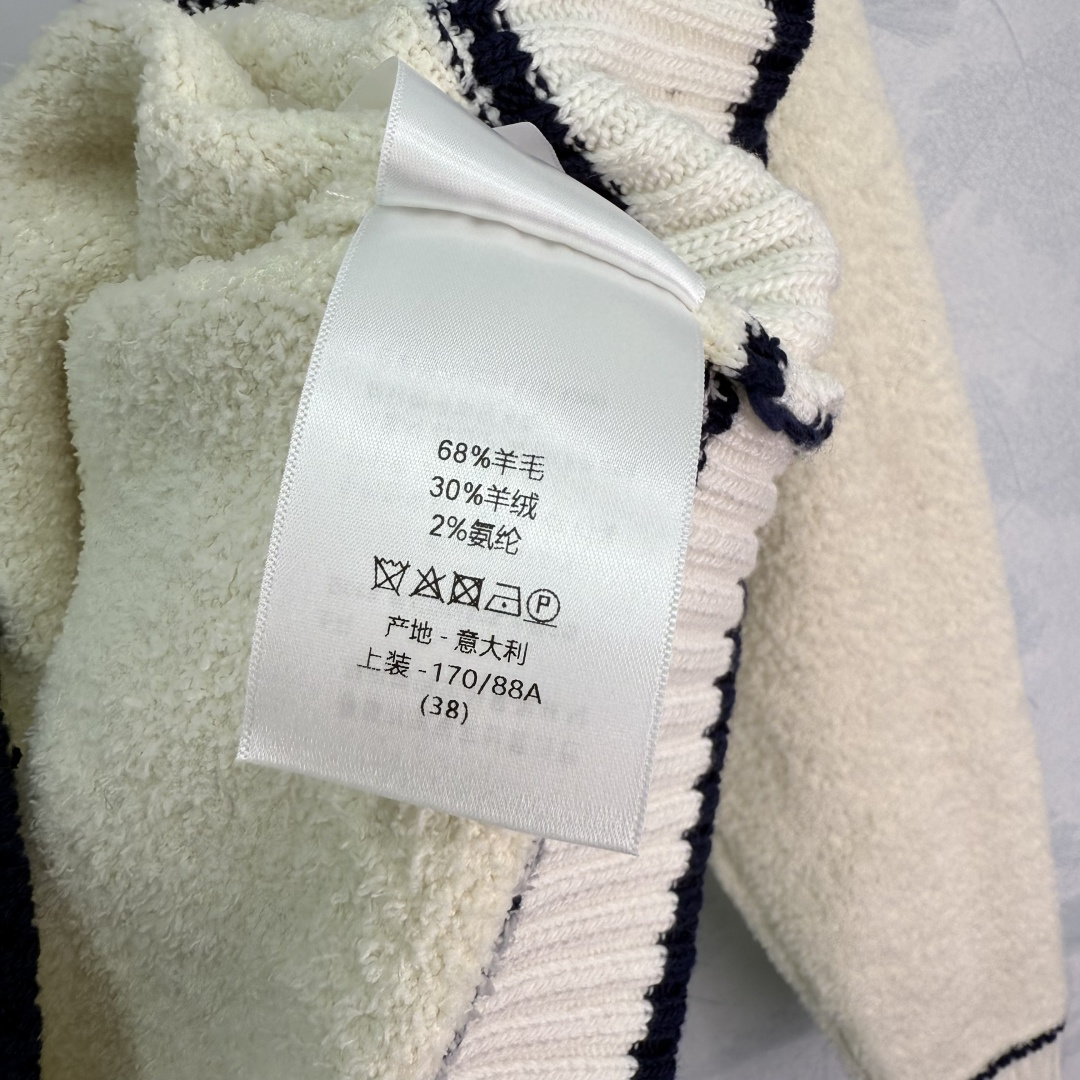 68%羊毛
30%羊绒
2%氨纶
P
产地 - 意大利
上装 -170/88A
(38)